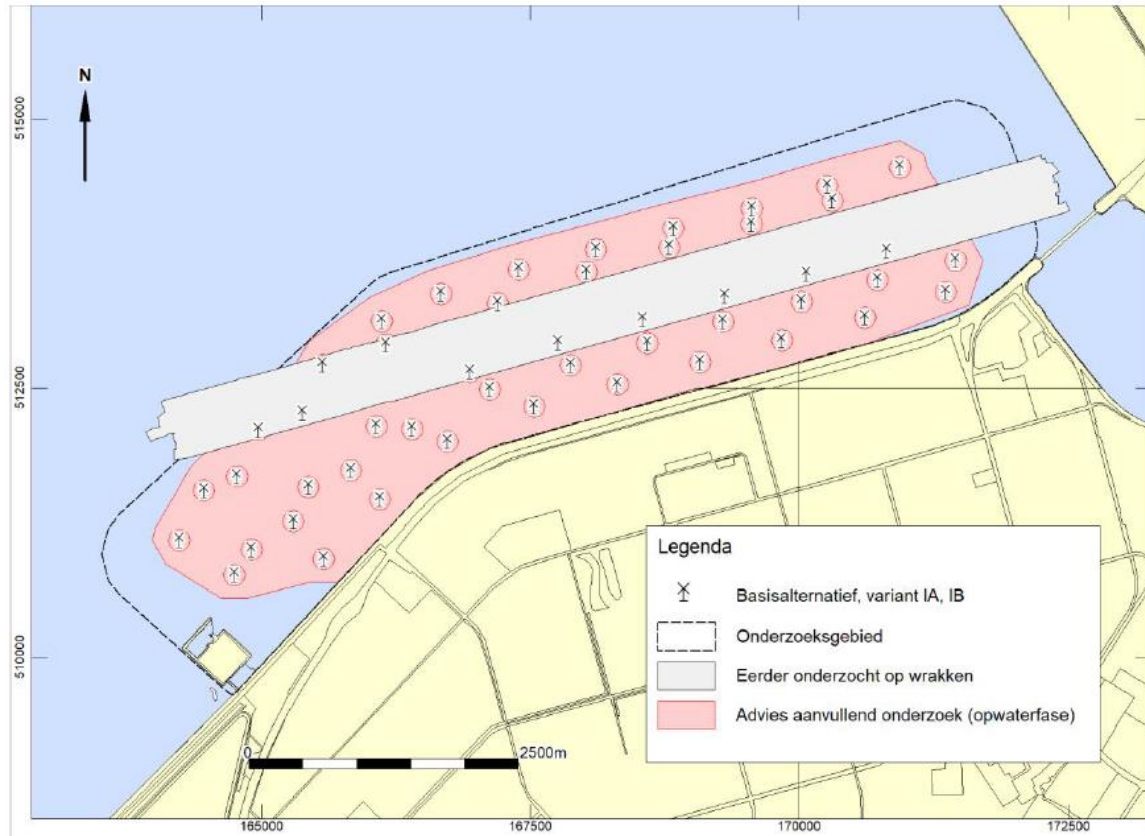 N
515000
512500
510000
Legenda
Basisalternatief, variant IA, IB
Onderzoeksgebied
Eerder onderzocht op wrakken
Advies aanvullend onderzoek (opwaterfase)
0
2500m
165000
167500
170000
172500